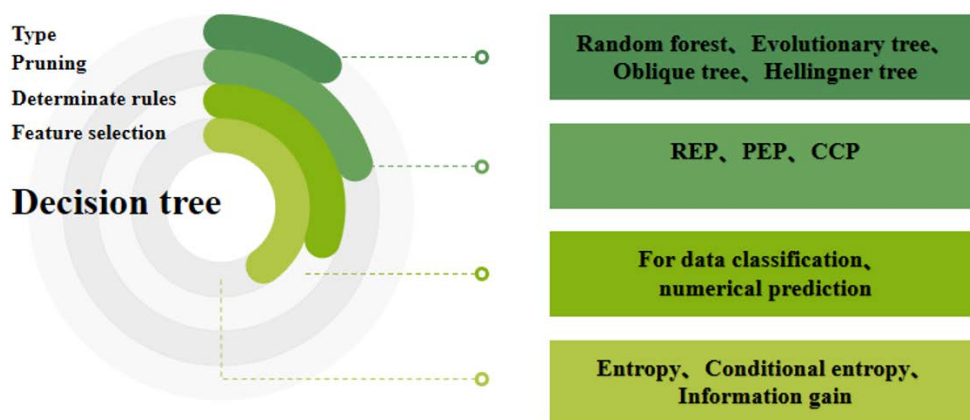 Type
Pruning
Determinate rules
Feature selection
Decision tree
Random forest、Evolutionary tree、
Oblique tree、Hellingner tree
REP、PEP、CCP
For data classification、
numerical prediction
Entropy、Conditional entropy、
Information gain